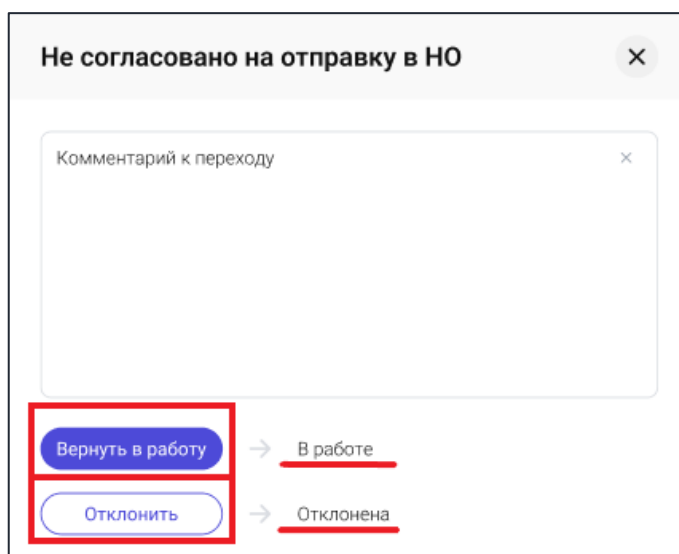 Не согласовано на отправку в НО
Комментарий к переходу
Вернуть в работу → В работе
Отклонить → Отклонена